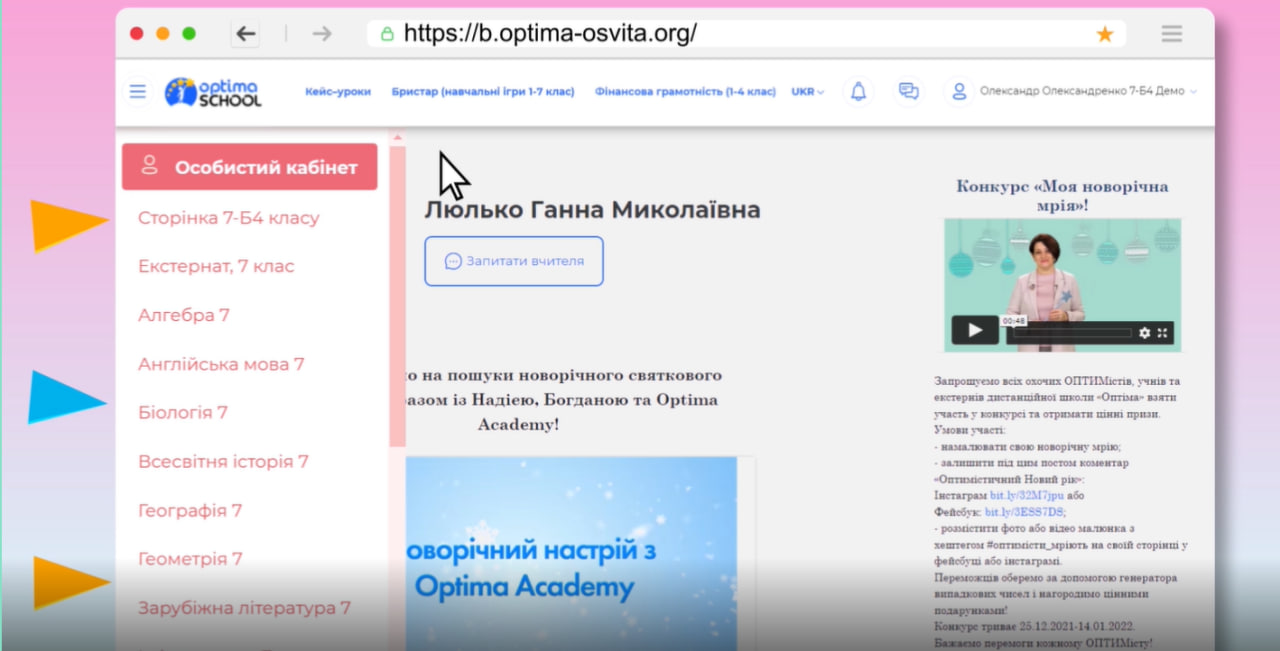 https://b.optima-osvita.org/
optima
SCHOOL
Кейс-уроки
Бристар (навчальні ігри 1-7 клас)
Фінансова грамотність (1-4 клас)
UKR
Олександр Олександренко 7-Б4 Демо
Особистий кабінет
Сторінка 7-Б4 класу
Екстернат, 7 клас
Алгебра 7
Англійська мова 7
Біологія 7
Всесвітня історія 7
Географія 7
Геометрія 7
Зарубіжна література 7
Люлько Ганна Миколаївна
Запитати вчителя
о на пошуки новорічного святкового
азом із Надією, Богданою та Optima
Academy!
оворічний настрій з
Optima Academy
Конкурс «Моя новорічна
мрія»!
00:48
Запрошуємо всіх охочих ОПТИМістів, учнів та
екстернів дистанційної школи «Оптіма» взяти
участь у конкурсі та отримати цінні призи.
Умови участі:
- намалювати свою новорічну мрію;
- залишити під цим постом коментар
«Оптимістичний Новий рік»:
Інстаграм bit.ly/32M7jpu або
Фейсбук: bit.ly/3ESS7DS;
- розмістити фото або відео малюнка з
хештегом #оптимісти_мріють на своїй сторінці у
фейсбуці або інстаграмі.
Переможців оберемо за допомогою генератора
випадкових чисел і нагородимо цінними
подарунками!
Конкурс триває 25.12.2021-14.01.2022.
Бажаємо перемоги кожному ОПТИМісту!